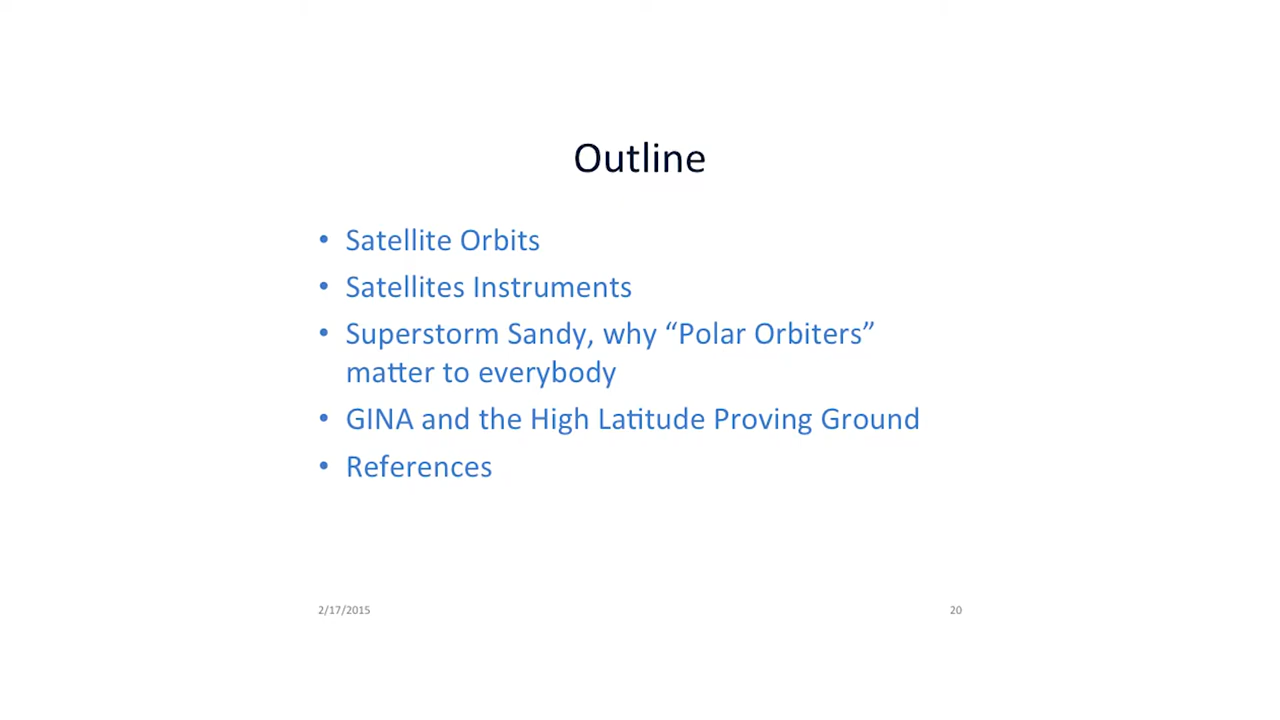 Outline
• Satellite Orbits
• Satellites Instruments
• Superstorm Sandy, why “Polar Orbiters”
matter to everybody
• GINA and the High Latitude Proving Ground
• References
2/17/2015
20